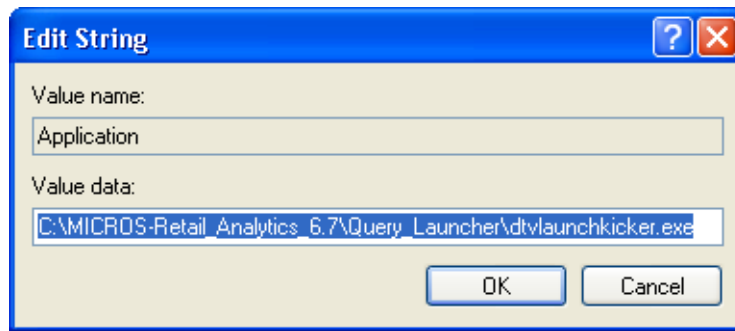 Edit String
Value name:
Application
Value data:
C:\MICROS-Retail_Analytics_6.7\Query_Launcher\dtvlaunchkicker.exe
OK Cancel